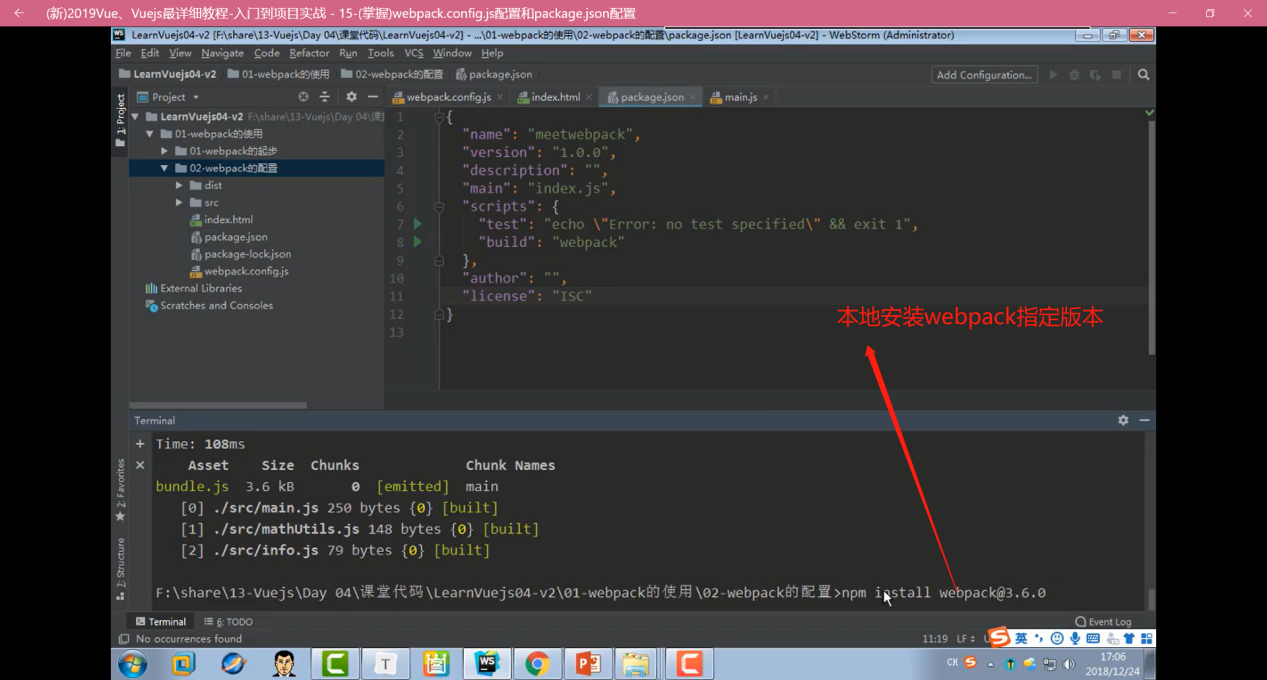 (新)2019Vue、Vuejs最详细教程-入门到项目实战 - 15-(掌握)webpack.config.js配置和package.json配置
LearnVuejs04-v2 [F:\share\13-Vuejs\Day 04\课堂代码\LearnVuejs04-v2] - ...\01-webpack的使用\02-webpack的配置\package.json [LearnVuejs04-v2] - WebStorm (Administrator)
File Edit View Navigate Code Refactor Run Tools VCS Window Help
LearnVuejs04-v2 01-webpack的使用 02-webpack的配置 package.json Add Configuration...
1: Project
Project
webpack.config.js index.html package.json main.js
LearnVuejs04-v2 F:\share\13-Vuejs\Day 04\课
01-webpack的使用
01-webpack的起步
02-webpack的配置
dist
src
index.html
package.json
package-lock.json
webpack.config.js
External Libraries
Scratches and Consoles
1 {
2 "name": "meetwebpack",
3 "version": "1.0.0",
4 "description": "",
5 "main": "index.js",
6 "scripts": {
7 "test": "echo \"Error: no test specified\" && exit 1",
8 "build": "webpack"
9 },
10 "author": "",
11 "license": "ISC"
12 }
13
本地安装webpack指定版本
Terminal
Time: 108ms
Asset Size Chunks Chunk Names
bundle.js 3.6 kB 0 [emitted] main
[0] ./src/main.js 250 bytes {0} [built]
[1] ./src/mathUtils.js 148 bytes {0} [built]
[2] ./src/info.js 79 bytes {0} [built]
F:\share\13-Vuejs\Day 04\课堂代码\LearnVuejs04-v2\01-webpack的使用\02-webpack的配置>npm install webpack@3.6.0
2: Favorites
7: Structure
Terminal 6: TODO Event Log
No occurrences found 11:19 LF 英
CH 17:06
2018/12/24